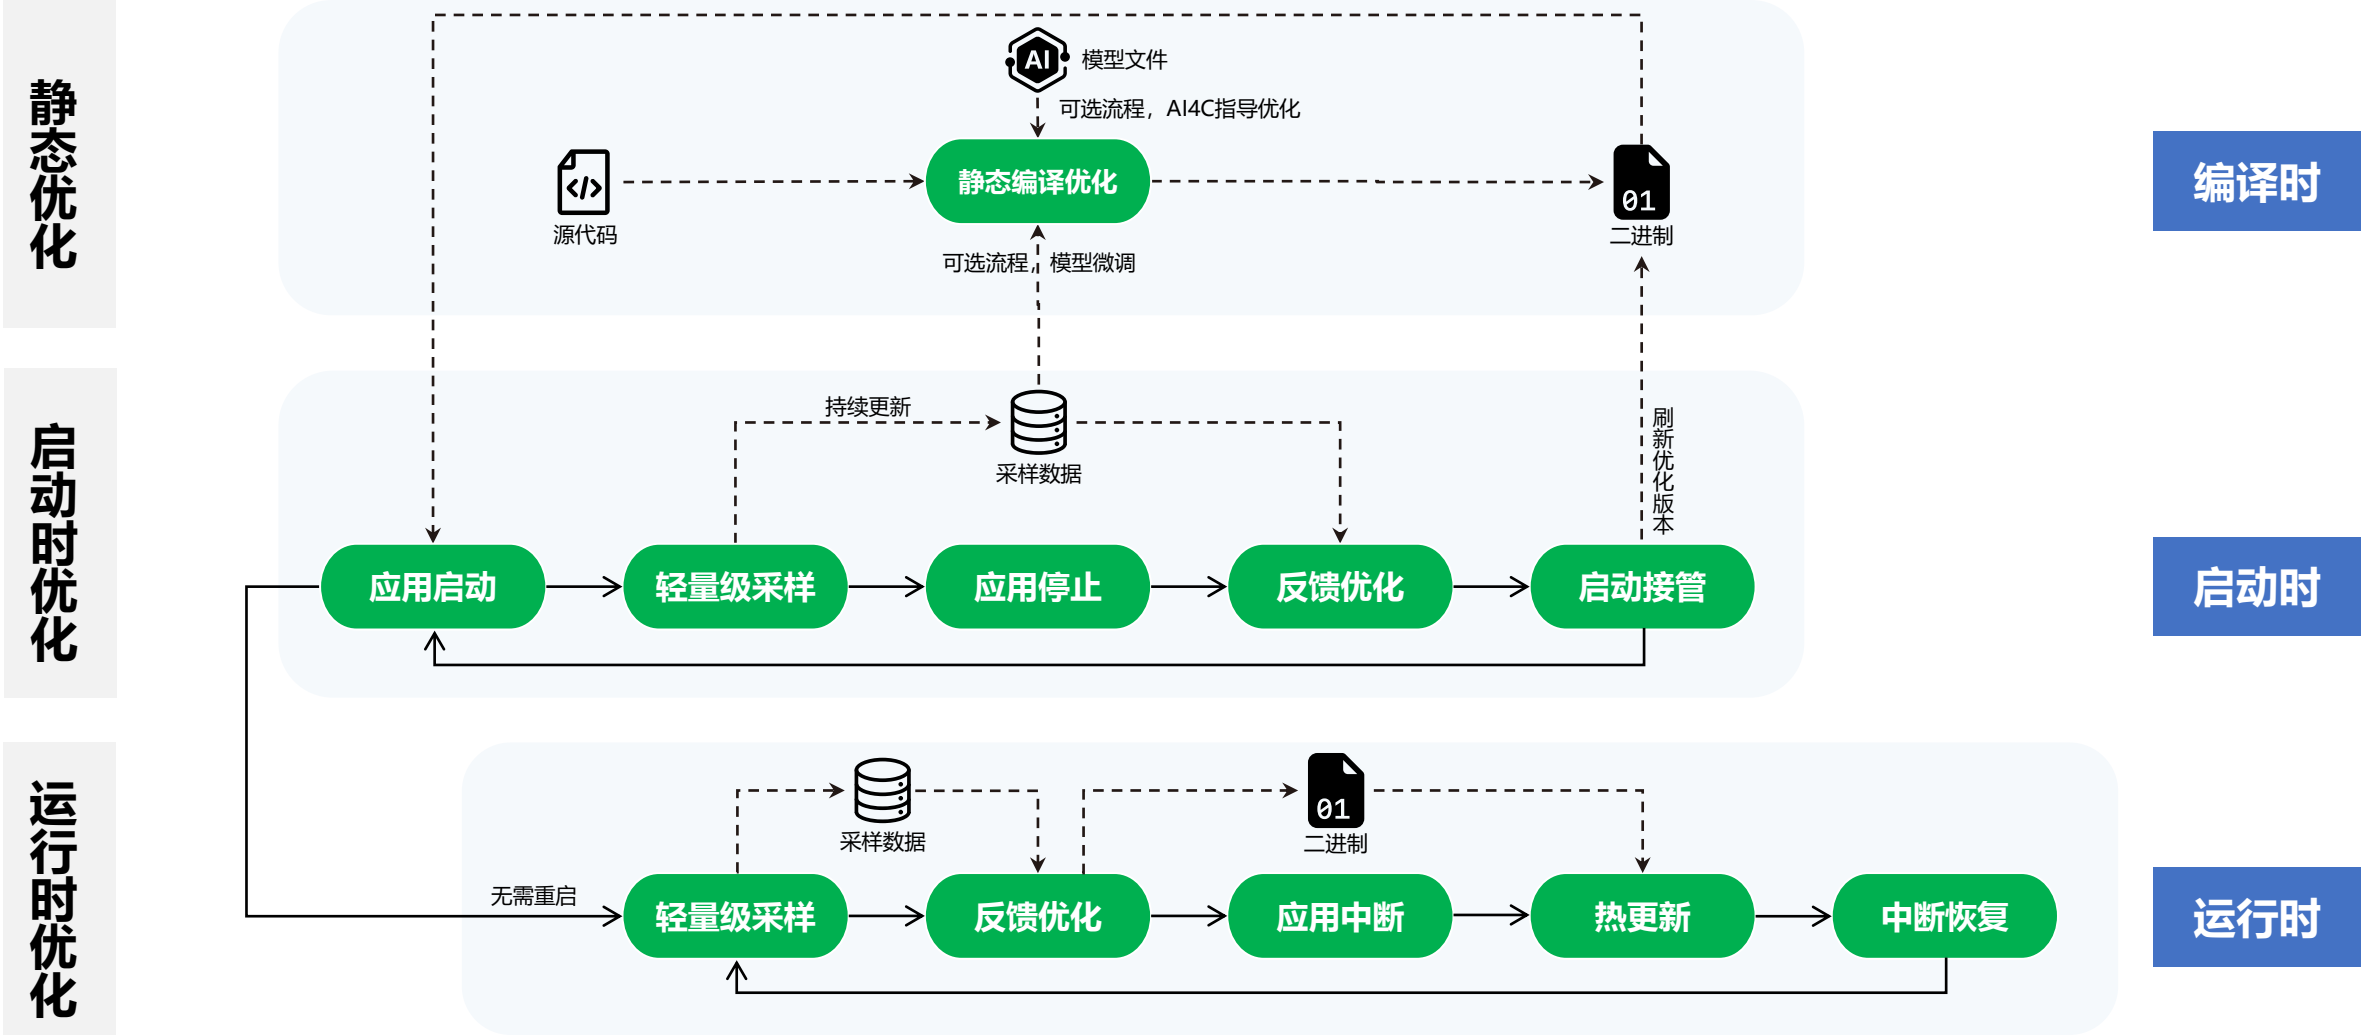 静态优化
AI
模型文件
可选流程，AI4C指导优化
源代码
静态编译优化
01
二进制
可选流程，模型微调
编译时
启动时优化
持续更新
采样数据
刷新优化版本
应用启动
轻量级采样
应用停止
反馈优化
启动接管
启动时
运行时优化
采样数据
01
二进制
无需重启
轻量级采样
反馈优化
应用中断
热更新
中断恢复
运行时